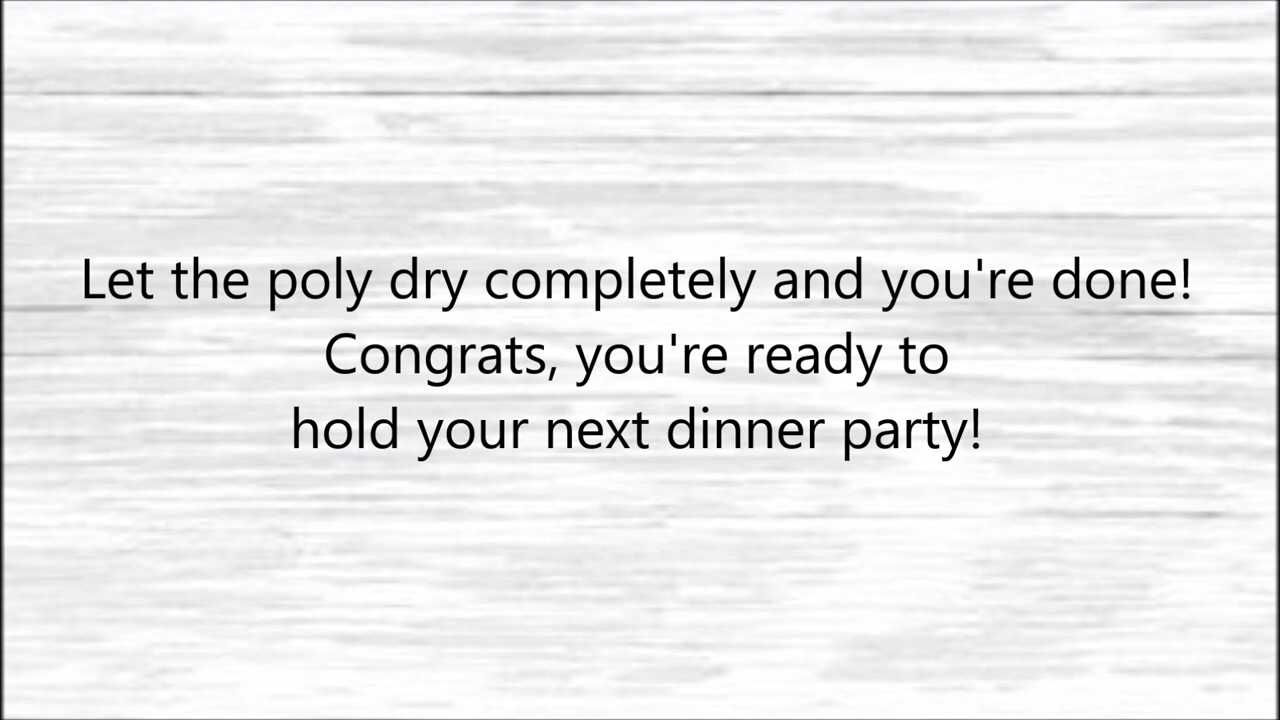 Let the poly dry completely and you're done!
Congrats, you're ready to
hold your next dinner party!